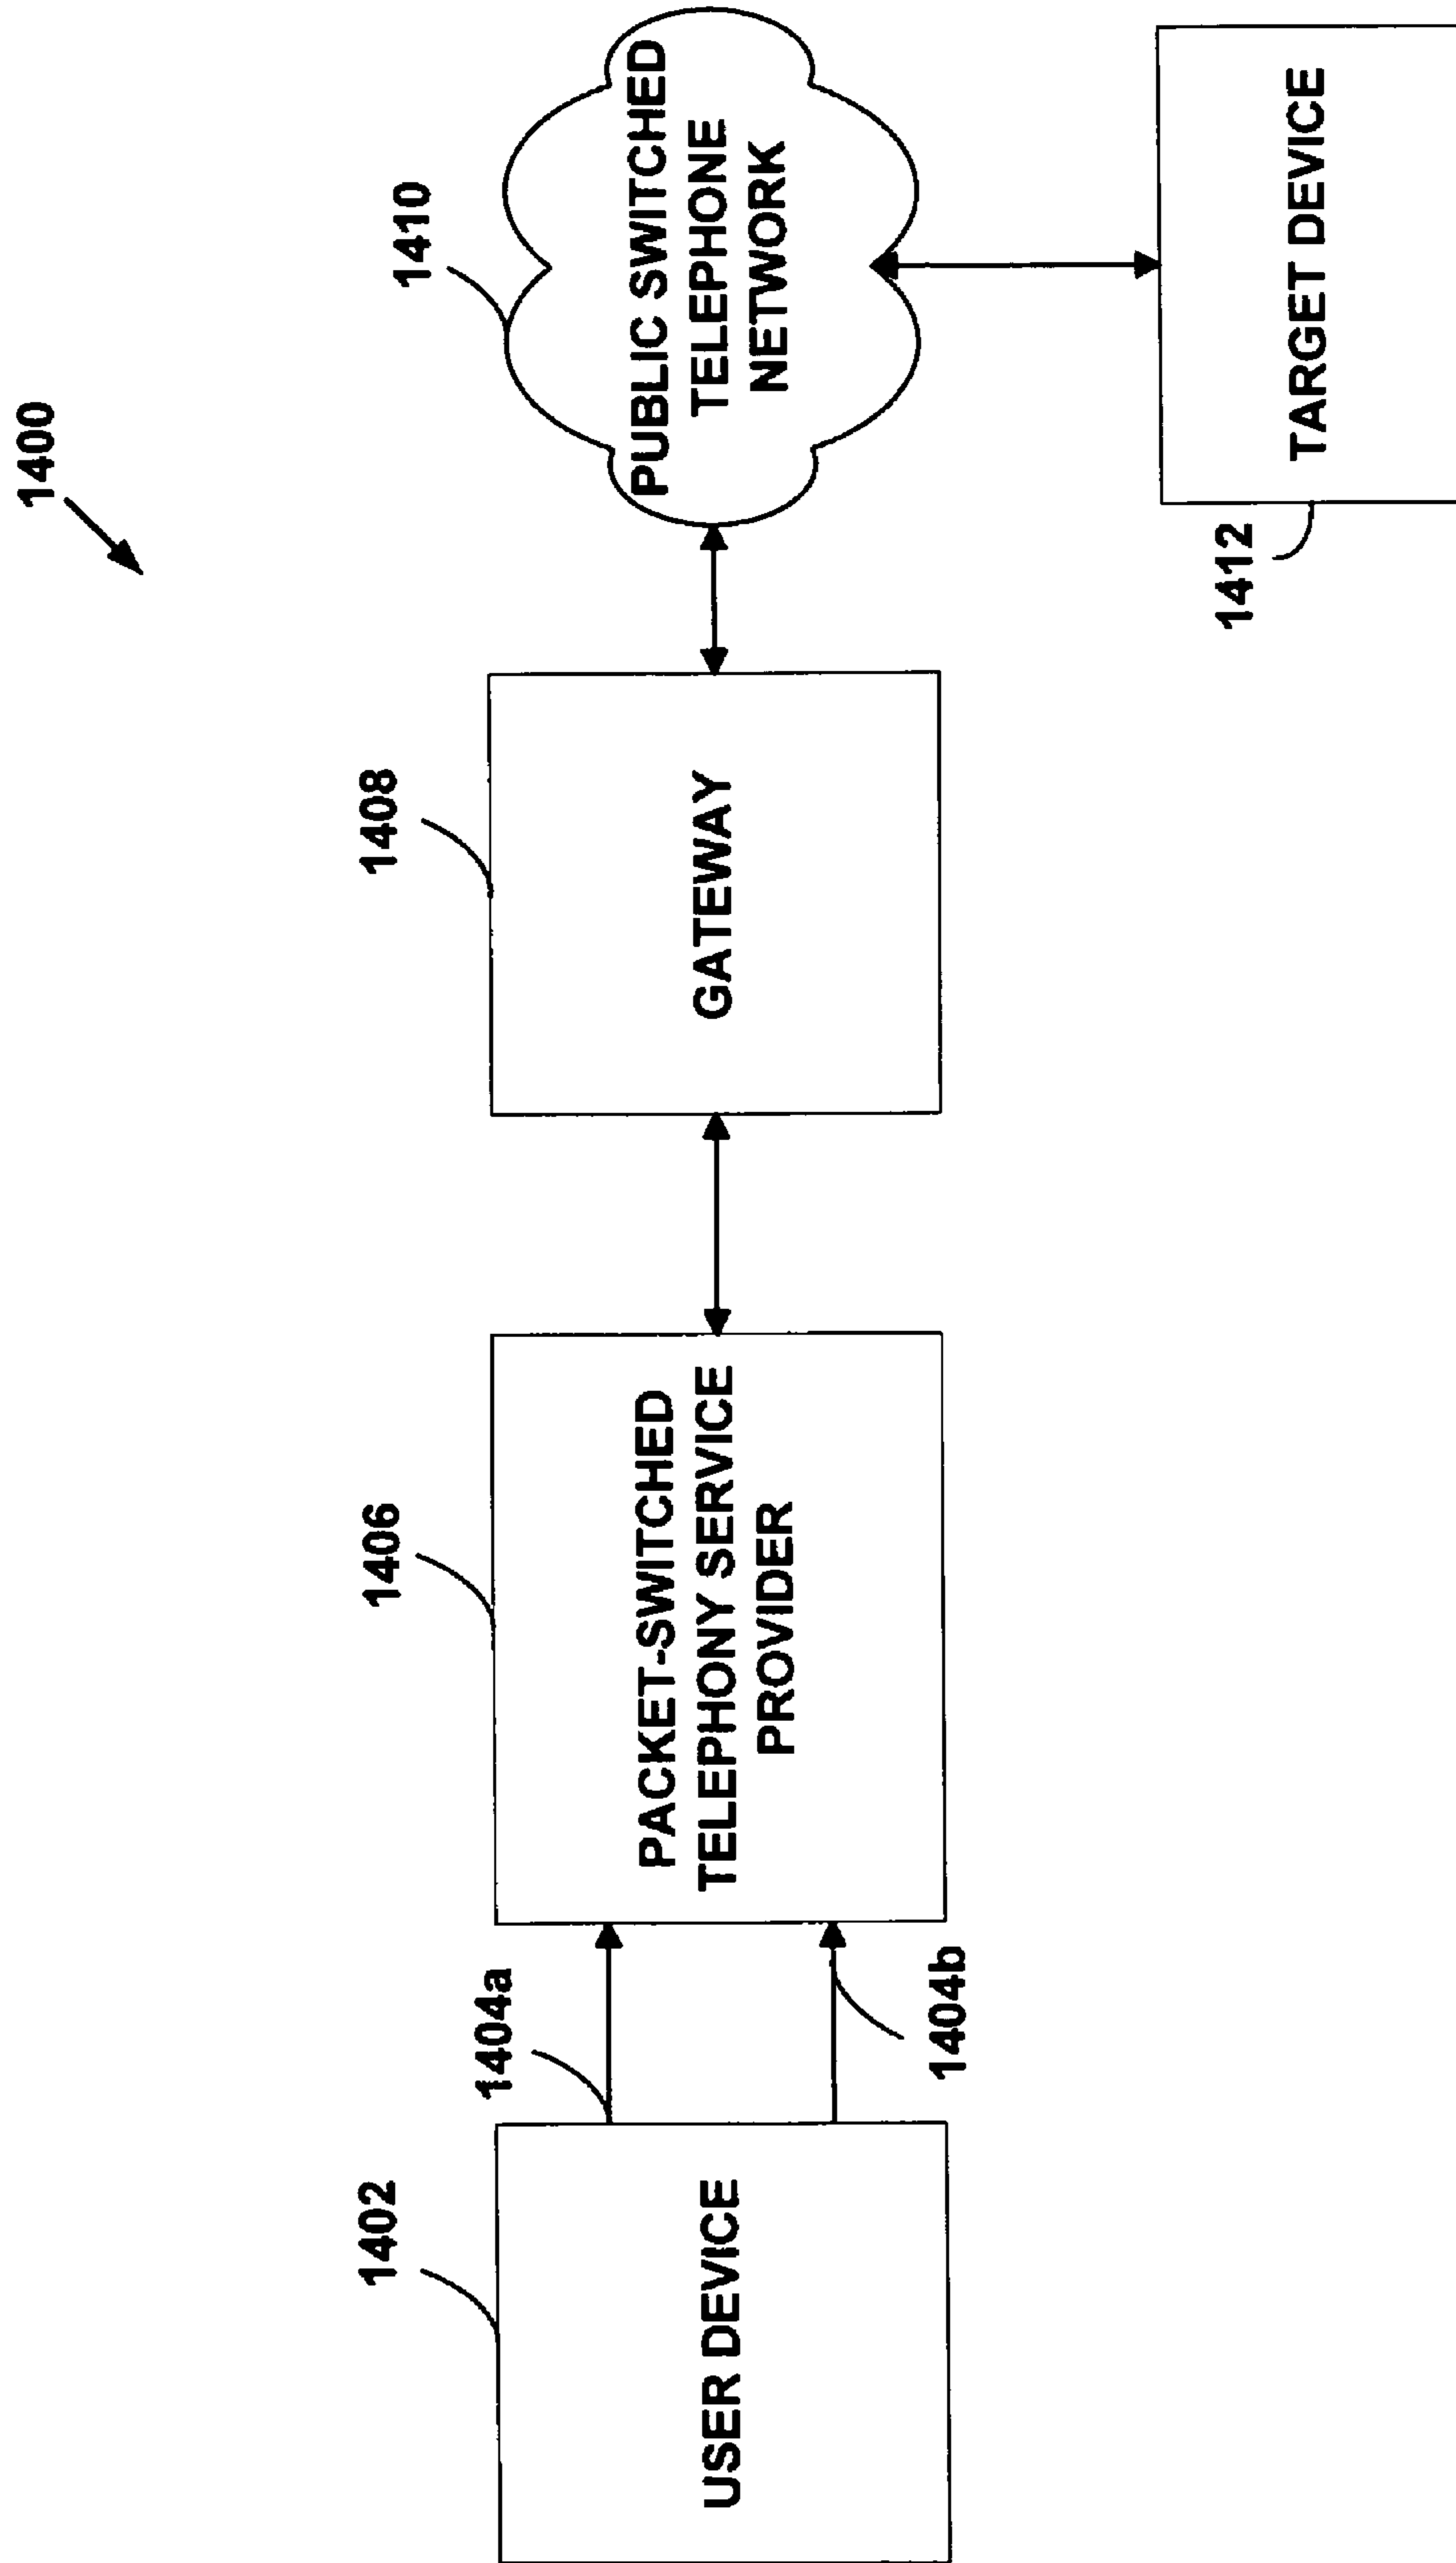 1400
1402
USER DEVICE
1404a
1404b
1406
PACKET-SWITCHED
TELEPHONY SERVICE
PROVIDER
1408
GATEWAY
1410
PUBLIC SWITCHED
TELEPHONE
NETWORK
1412
TARGET DEVICE